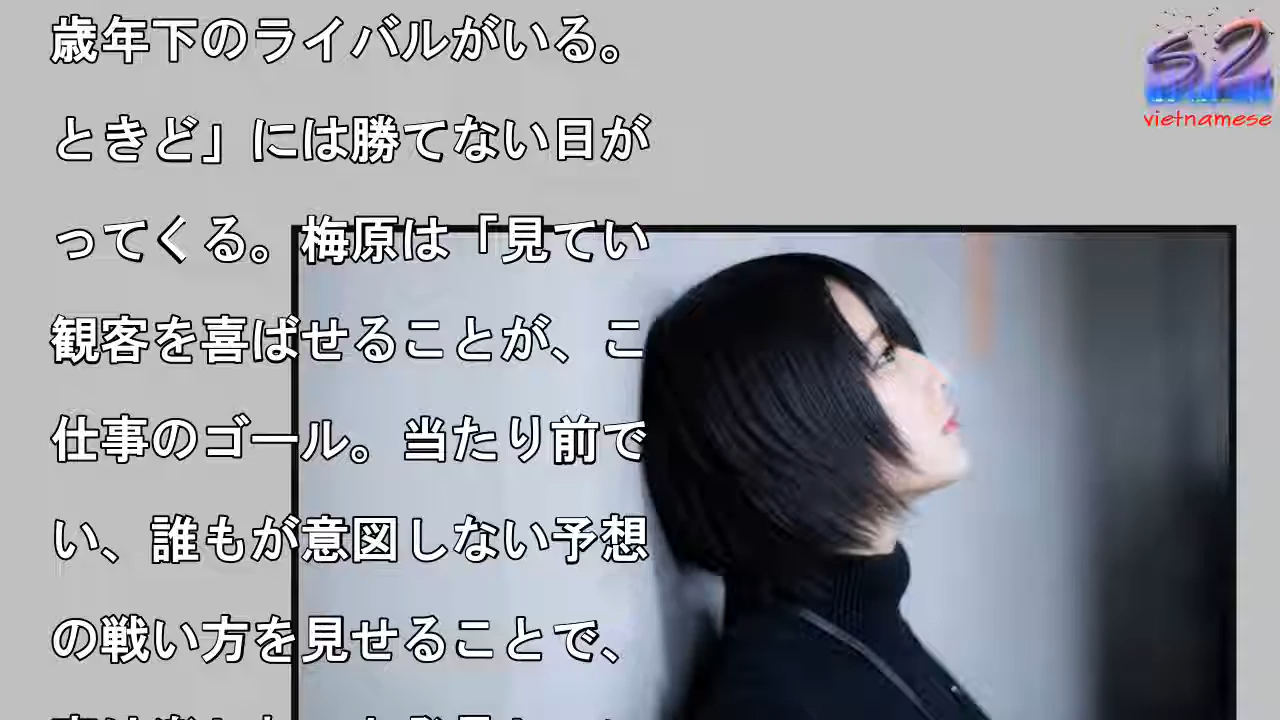 歳年下のライバルがいる。
ときど」には勝てない日が
ってくる。梅原は「見てい
観客を喜ばせることが、こ
仕事のゴール。当たり前で
い、誰もが意図しない予想
の戦い方を見せることで、
s2
vietnamese